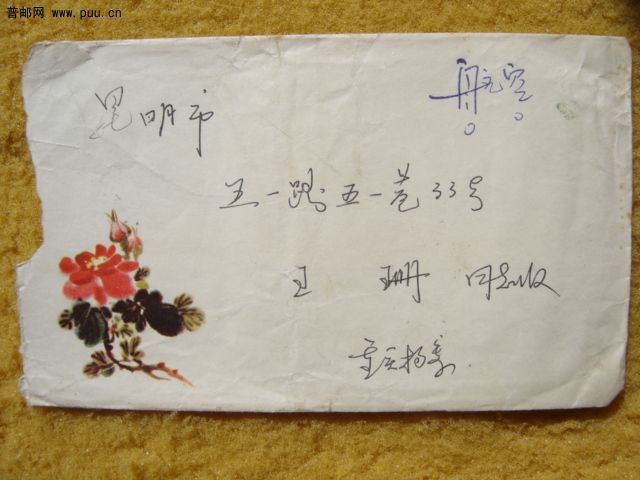 普邮网 www.puu.cn
航空
昆明市
五一路五一巷33号
王 珊 同志收
重庆杨